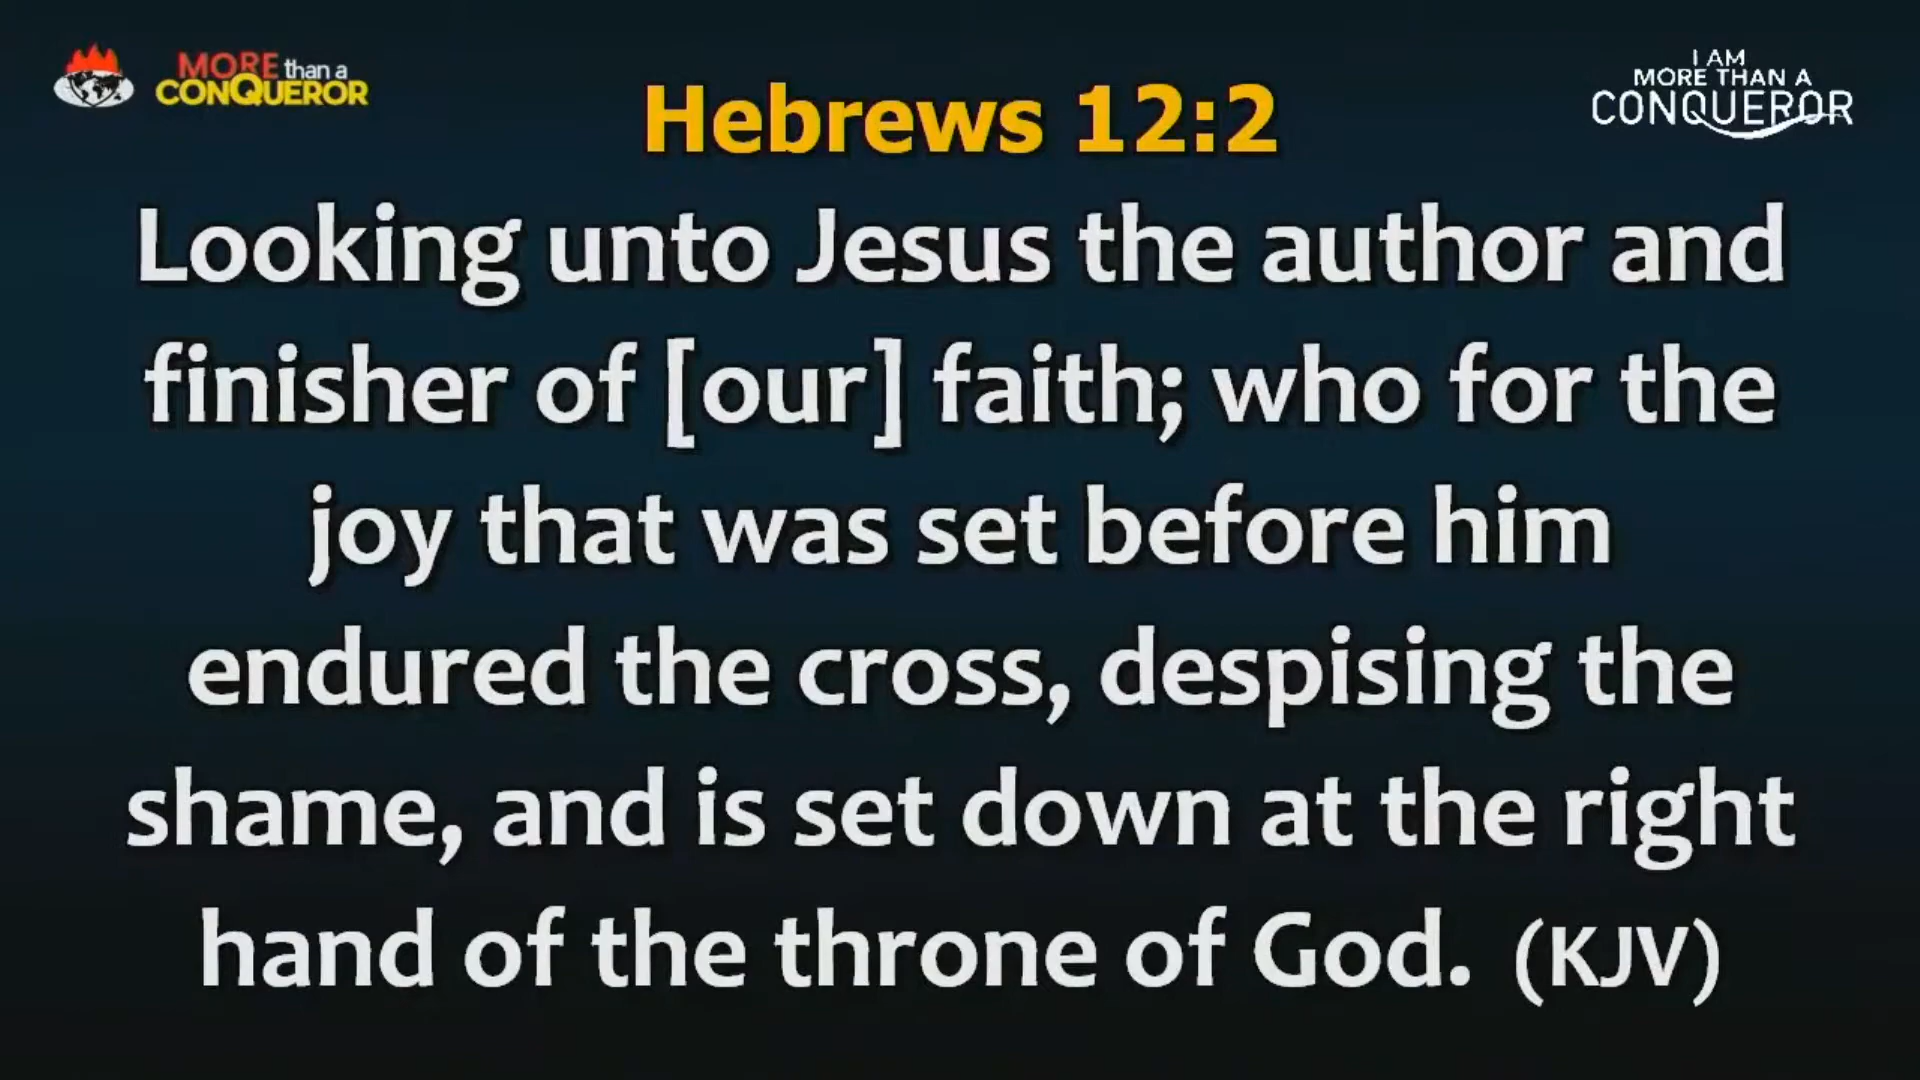 MORE than a
CONQUEROR
I AM
MORE THAN A
CONQUEROR
Hebrews 12:2
Looking unto Jesus the author and
finisher of [our] faith; who for the
joy that was set before him
endured the cross, despising the
shame, and is set down at the right
hand of the throne of God. (KJV)